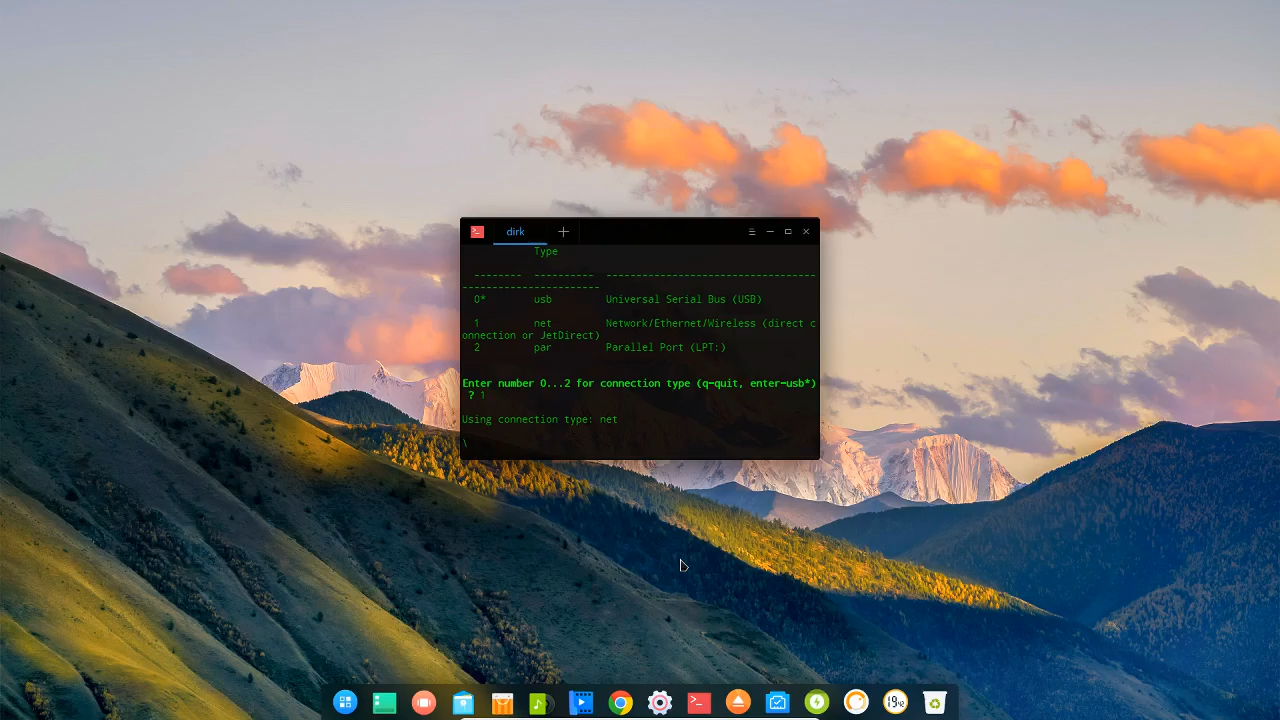 dirk
Type
-------- ---------- -----------------------------------
-----------------------
0* usb Universal Serial Bus (USB)
1 net Network/Ethernet/Wireless (direct c
onnection or JetDirect)
2 par Parallel Port (LPT:)
Enter number 0...2 for connection type (q-quit, enter-usb*)
? 1
Using connection type: net
\